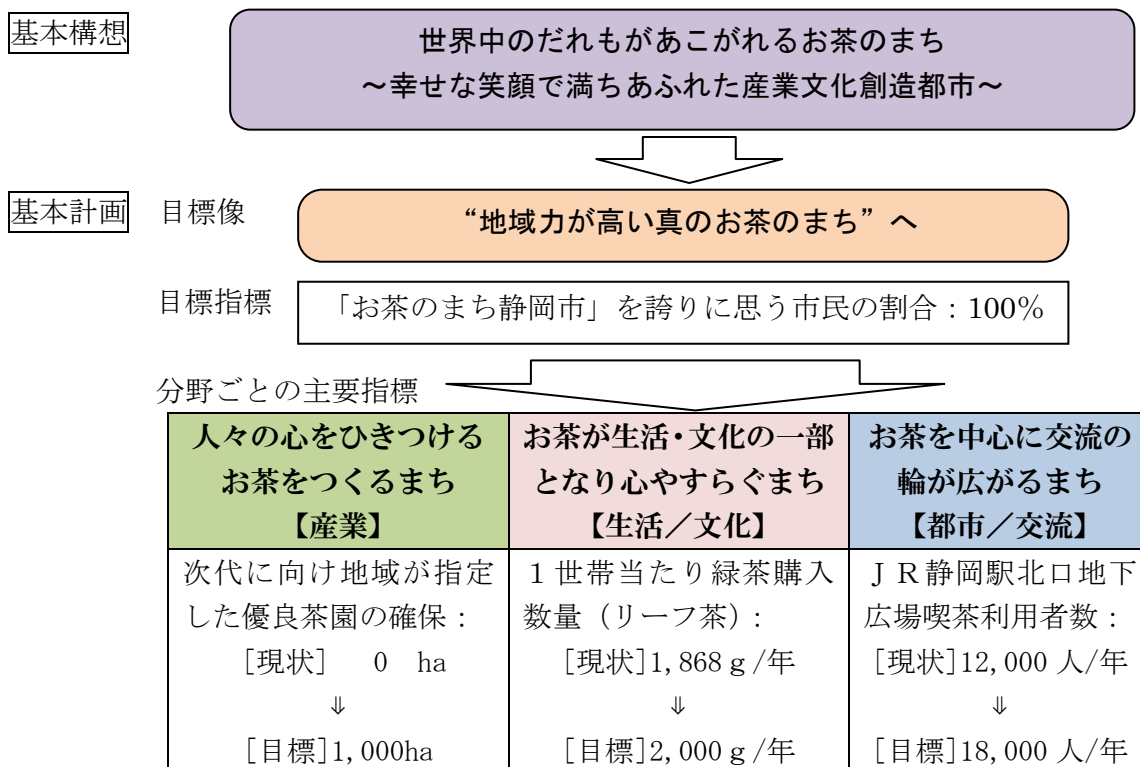 基本構想
世界中のだれもがあこがれるお茶のまち
～幸せな笑顔で満ちあふれた産業文化創造都市～
基本計画
目標像
“地域力が高い真のお茶のまち”へ
目標指標
「お茶のまち静岡市」を誇りに思う市民の割合：100％
分野ごとの主要指標
人々の心をひきつける
お茶をつくるまち
【産業】
お茶が生活・文化の一部
となり心やすらぐまち
【生活／文化】
お茶を中心に交流の
輪が広がるまち
【都市／交流】
次代に向け地域が指定
した優良茶園の確保：
［現状］　0　ha
⇓
［目標］1,000ha
１世帯当たり緑茶購入
数量（リーフ茶）：
［現状］1,868ｇ/年
⇓
［目標］2,000ｇ/年
ＪＲ静岡駅北口地下
広場喫茶利用者数：
［現状］12,000 人/年
⇓
［目標］18,000 人/年